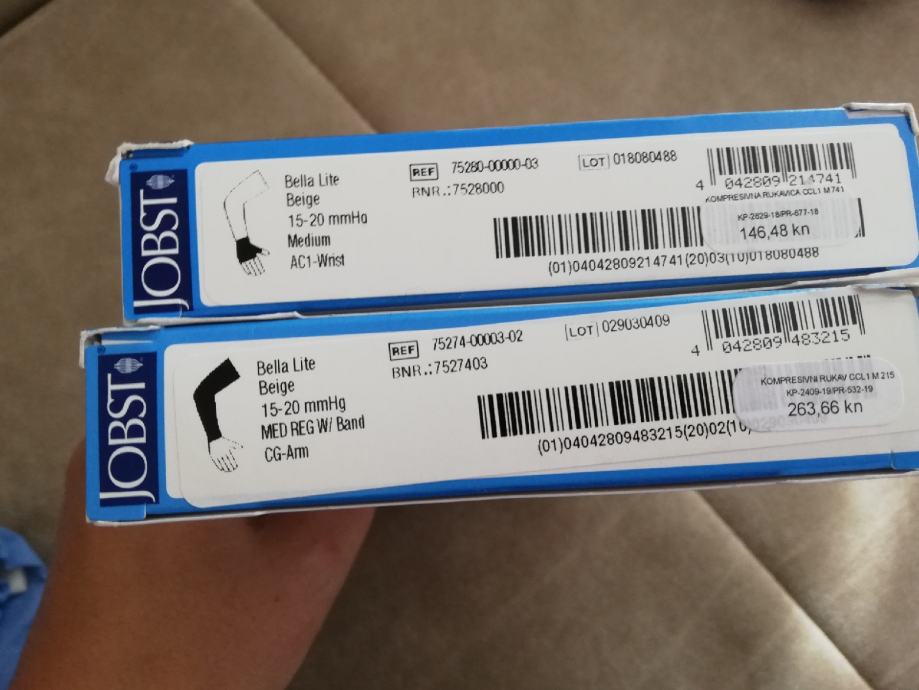 JOBST
Bella Lite
Beige
15-20 mmHg
Medium
AC1-Wrist
REF 75280-00000-03
RNR.:7528000
LOT 018080488
4 042809 214741
KOMPRESIVNA RUKAVICA CCL1 M 741
KP-2629-18/PR-677-18
146,48 kn
(01)04042809214741(20)03(10)018080488
JOBST
Bella Lite
Beige
15-20 mmHg
MED REG W/ Band
CG-Arm
REF 75274-00003-02
RNR.:7527403
LOT 029030409
4 042809 483215
KOMPRESIVNI RUKAV CCL1 M 215
KP-2409-19/PR-532-19
263,66 kn
(01)04042809483215(20)02(10)029030409